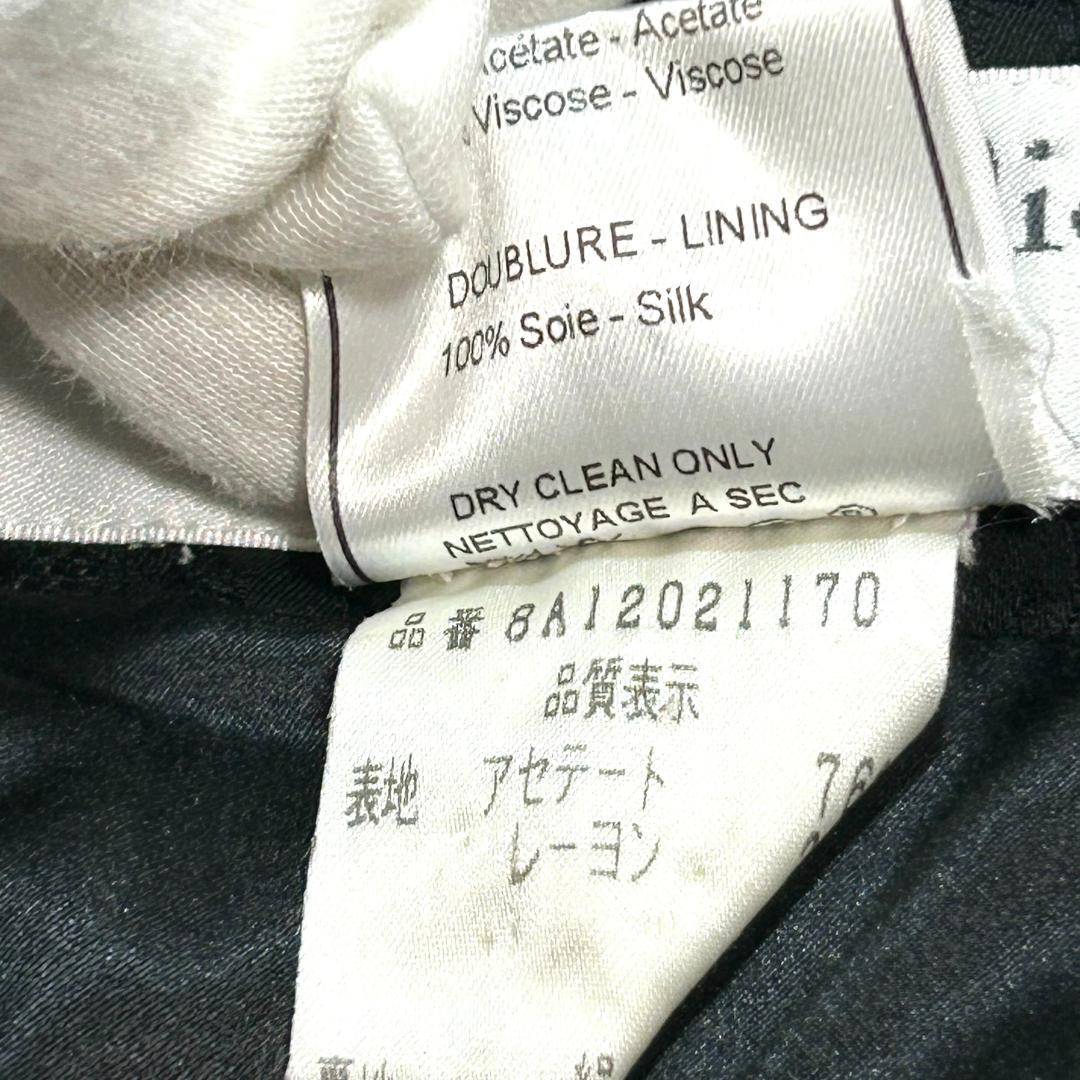 Acétate - Acetate
Viscose - Viscose
DOUBLURE - LINING
100% Soie - Silk
DRY CLEAN ONLY
NETTOYAGE A SEC
品番 8A12021170
品質表示
表地 アセテート
レーヨン